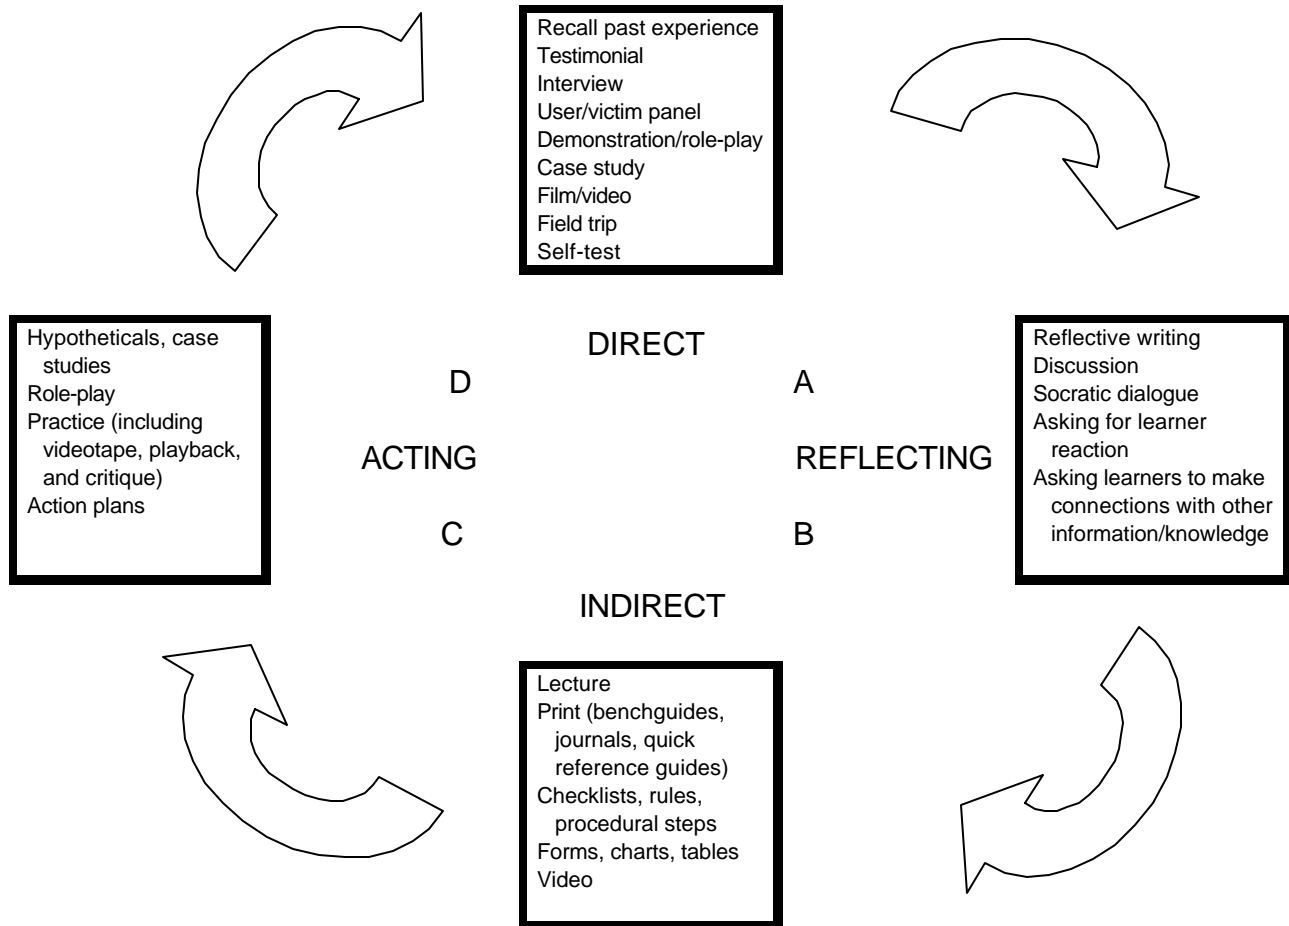 Recall past experience
Testimonial
Interview
User/victim panel
Demonstration/role-play
Case study
Film/video
Field trip
Self-test
Hypotheticals, case
studies
Role-play
Practice (including
videotape, playback,
and critique)
Action plans
DIRECT
D
A
ACTING
REFLECTING
C
B
INDIRECT
Reflective writing
Discussion
Socratic dialogue
Asking for learner
reaction
Asking learners to make
connections with other
information/knowledge
Lecture
Print (benchguides,
journals, quick
reference guides)
Checklists, rules,
procedural steps
Forms, charts, tables
Video